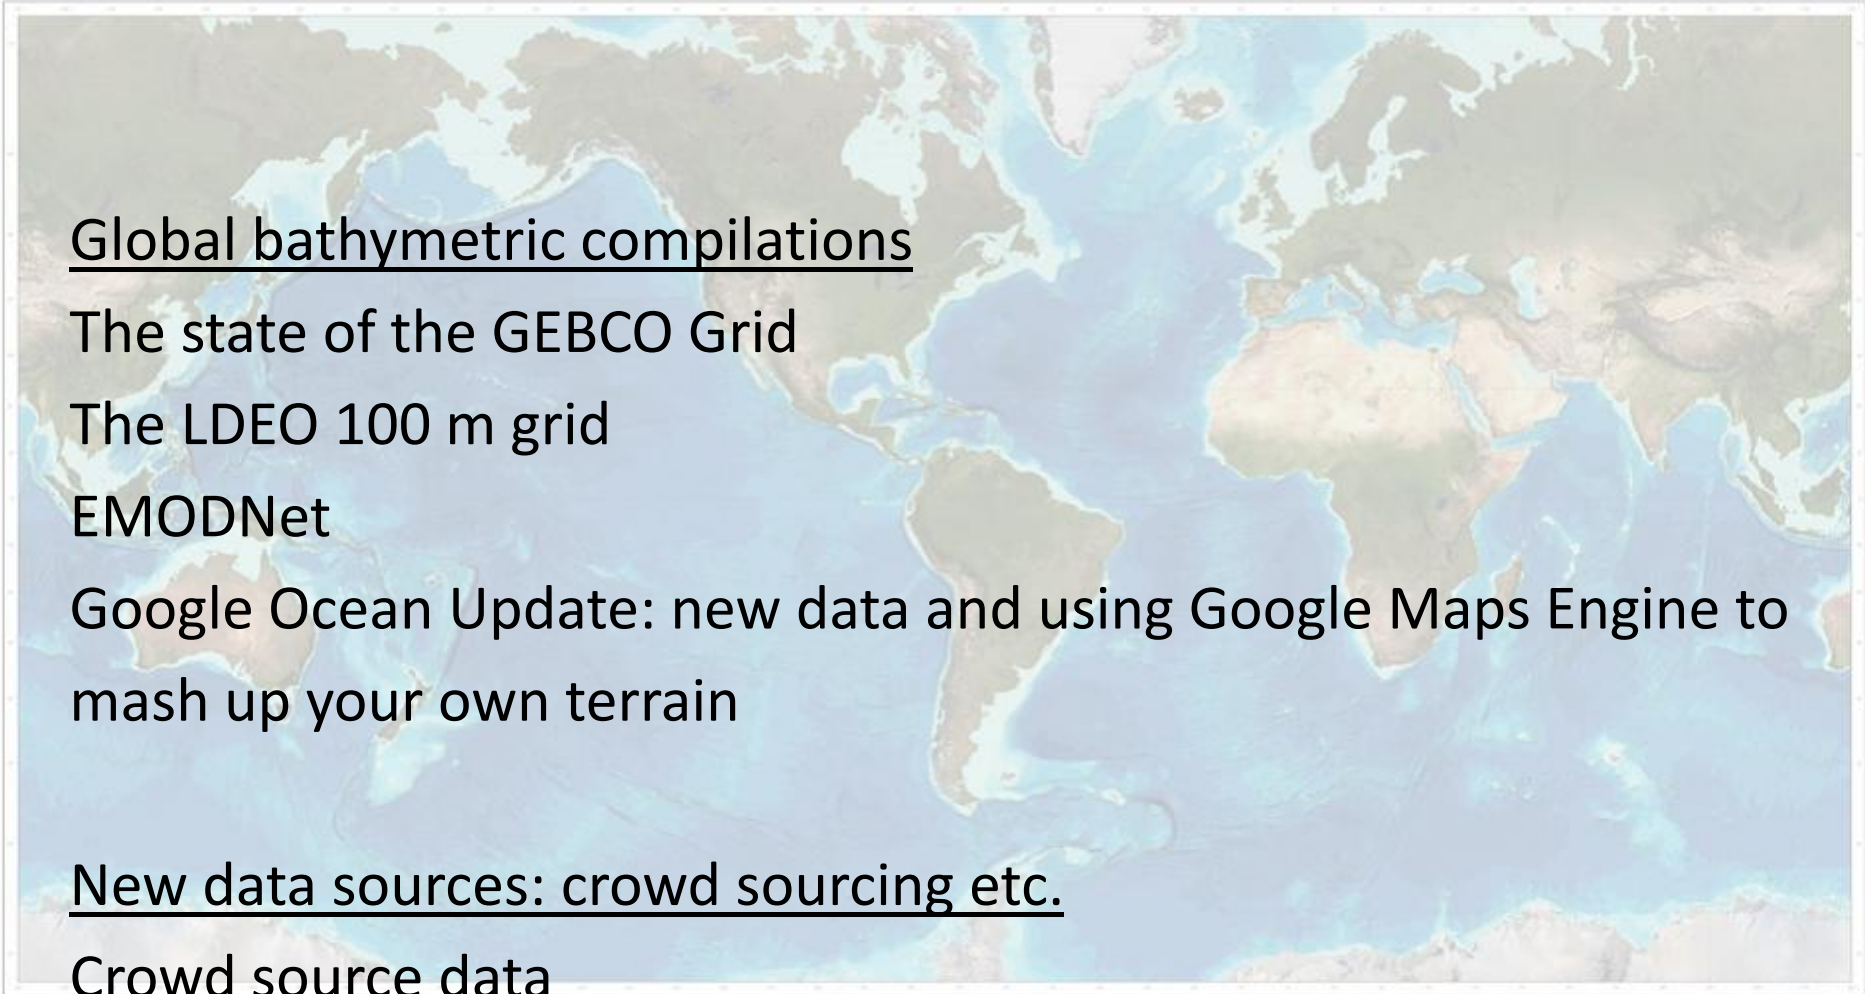 Global bathymetric compilations
The state of the GEBCO Grid
The LDEO 100 m grid
EMODNet
Google Ocean Update: new data and using Google Maps Engine to
mash up your own terrain
New data sources: crowd sourcing etc.
Crowd source data